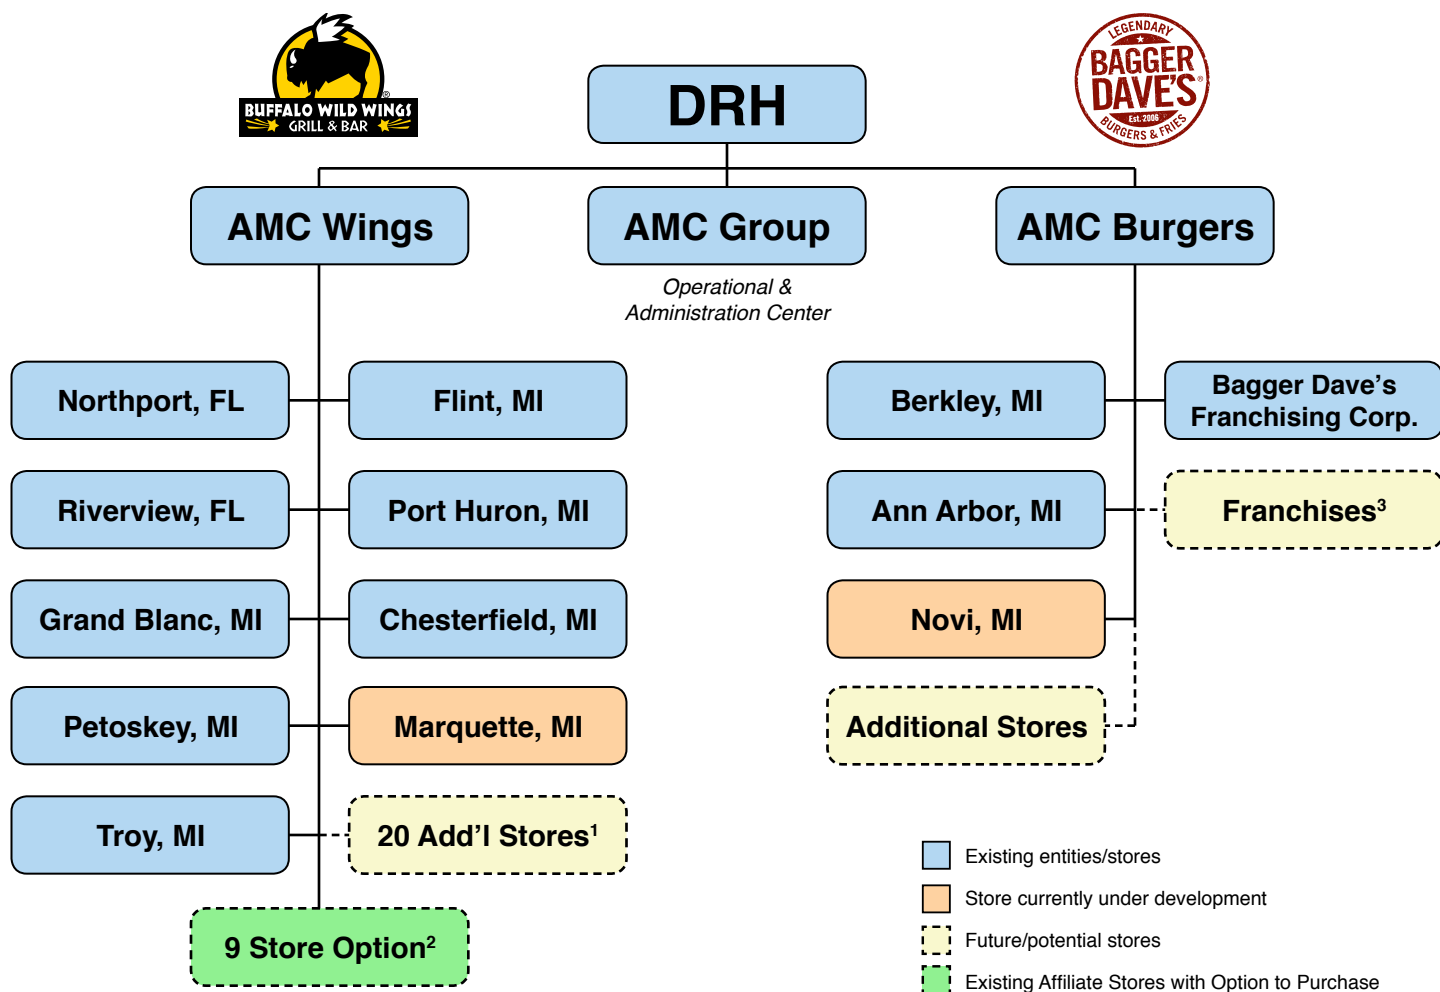 BUFFALO WILD WINGS
®
GRILL & BAR
LEGENDARY
BAGGER
DAVE'S
®
Est. 2006
BURGERS & FRIES
DRH
AMC Wings
AMC Group
AMC Burgers
Operational &
Administration Center
Northport, FL
Flint, MI
Berkley, MI
Bagger Dave’s
Franchising Corp.
Riverview, FL
Port Huron, MI
Ann Arbor, MI
Franchises³
Grand Blanc, MI
Chesterfield, MI
Novi, MI
Petoskey, MI
Marquette, MI
Additional Stores
Troy, MI
20 Add’l Stores¹
9 Store Option²
Existing entities/stores
Store currently under development
Future/potential stores
Existing Affiliate Stores with Option to Purchase